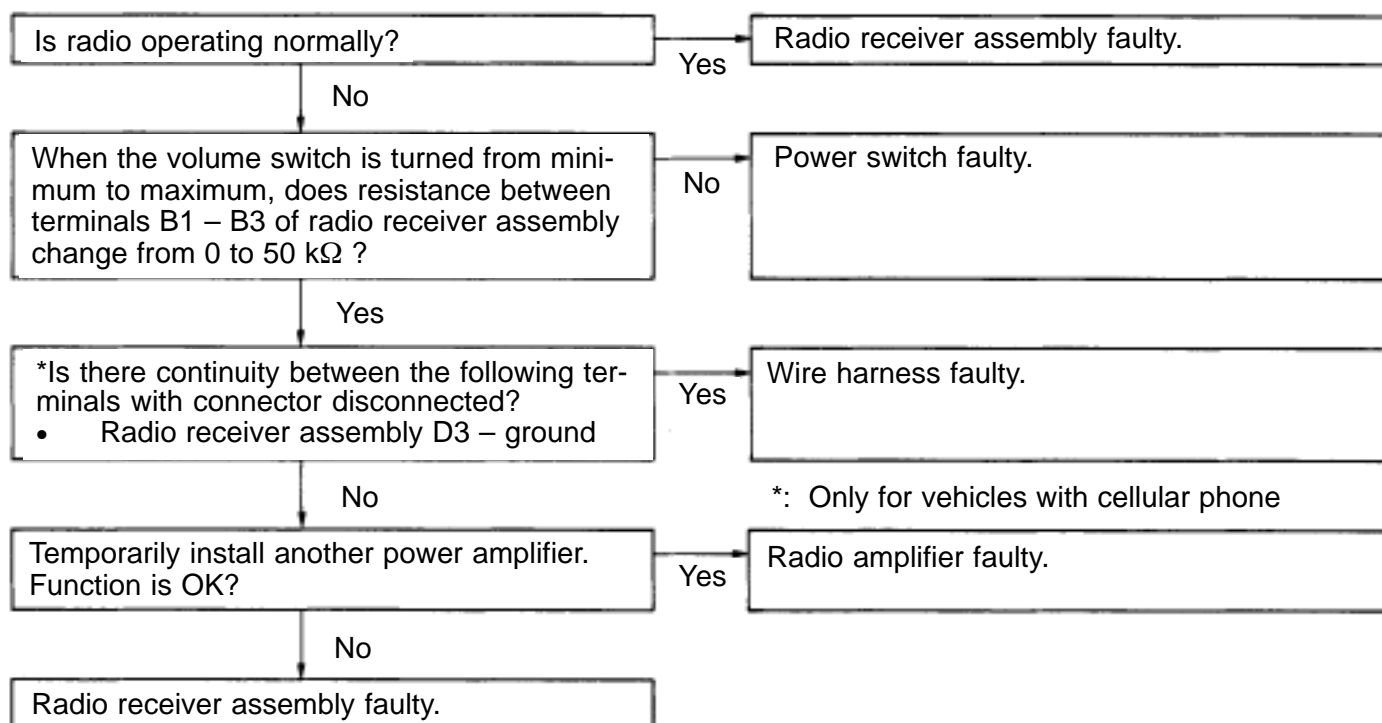 Is radio operating normally?
Yes
Radio receiver assembly faulty.
No
When the volume switch is turned from mini-
mum to maximum, does resistance between
terminals B1 – B3 of radio receiver assembly
change from 0 to 50 kΩ ?
No
Power switch faulty.
Yes
*Is there continuity between the following ter-
minals with connector disconnected?
• Radio receiver assembly D3 – ground
Yes
Wire harness faulty.
No
*: Only for vehicles with cellular phone
Temporarily install another power amplifier.
Function is OK?
Yes
Radio amplifier faulty.
No
Radio receiver assembly faulty.